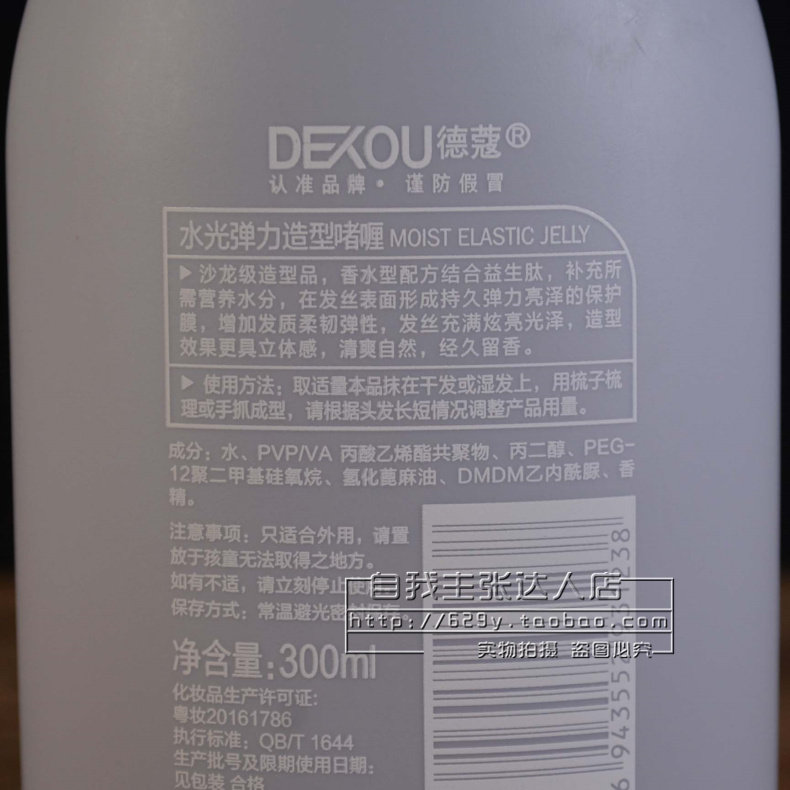 DEXOU德蔻®
认准品牌·谨防假冒
水光弹力造型啫喱 MOIST ELASTIC JELLY
▶沙龙级造型品，香水型配方结合益生肽，补充所
需营养水分，在发丝表面形成持久弹力亮泽的保护
膜，增加发质柔韧弹性，发丝充满炫亮光泽，造型
效果更具立体感，清爽自然，经久留香。
▶使用方法：取适量本品抹在干发或湿发上，用梳子梳
理或手抓成型，请根据头发长短情况调整产品用量。
成分：水、PVP/VA 丙酸乙烯酯共聚物、丙二醇、PEG-
12聚二甲基硅氧烷、氢化蓖麻油、DMDM乙内酰脲、香
精。
注意事项：只适合外用，请置
放于孩童无法取得之地方。
如有不适，请立刻停止使用
保存方式：常温避光密封保存
自我主张达人店
http://629y.taobao.com
实物拍摄 盗图必究
净含量:300ml
化妆品生产许可证:
粤妆20161786
执行标准：QB/T 1644
生产批号及限期使用日期:
见包装 合格